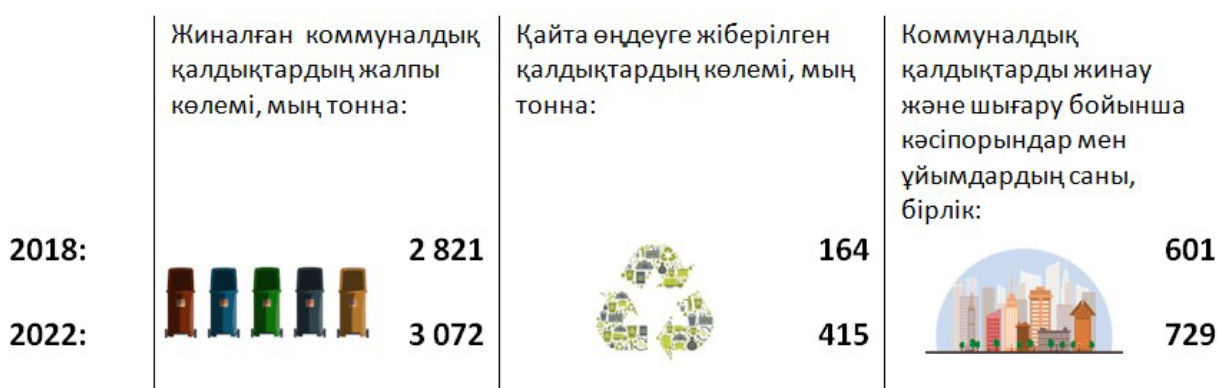 Жиналған коммуналдық
қалдықтардың жалпы
көлемі, мың тонна:
Қайта өңдеуге жіберілген
қалдықтардың көлемі, мың
тонна:
Коммуналдық
қалдықтарды жинау
және шығару бойынша
кәсіпорындар мен
ұйымдардың саны,
бірлік:
2018:
2 821
164
601
2022:
3 072
415
729